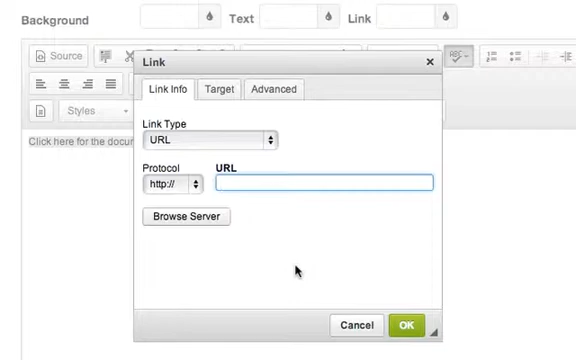 Background Text Link
Source
Link
Link Info Target Advanced
Styles
Link Type
URL
Click here for the docu
Protocol URL
http://
Browse Server
Cancel OK